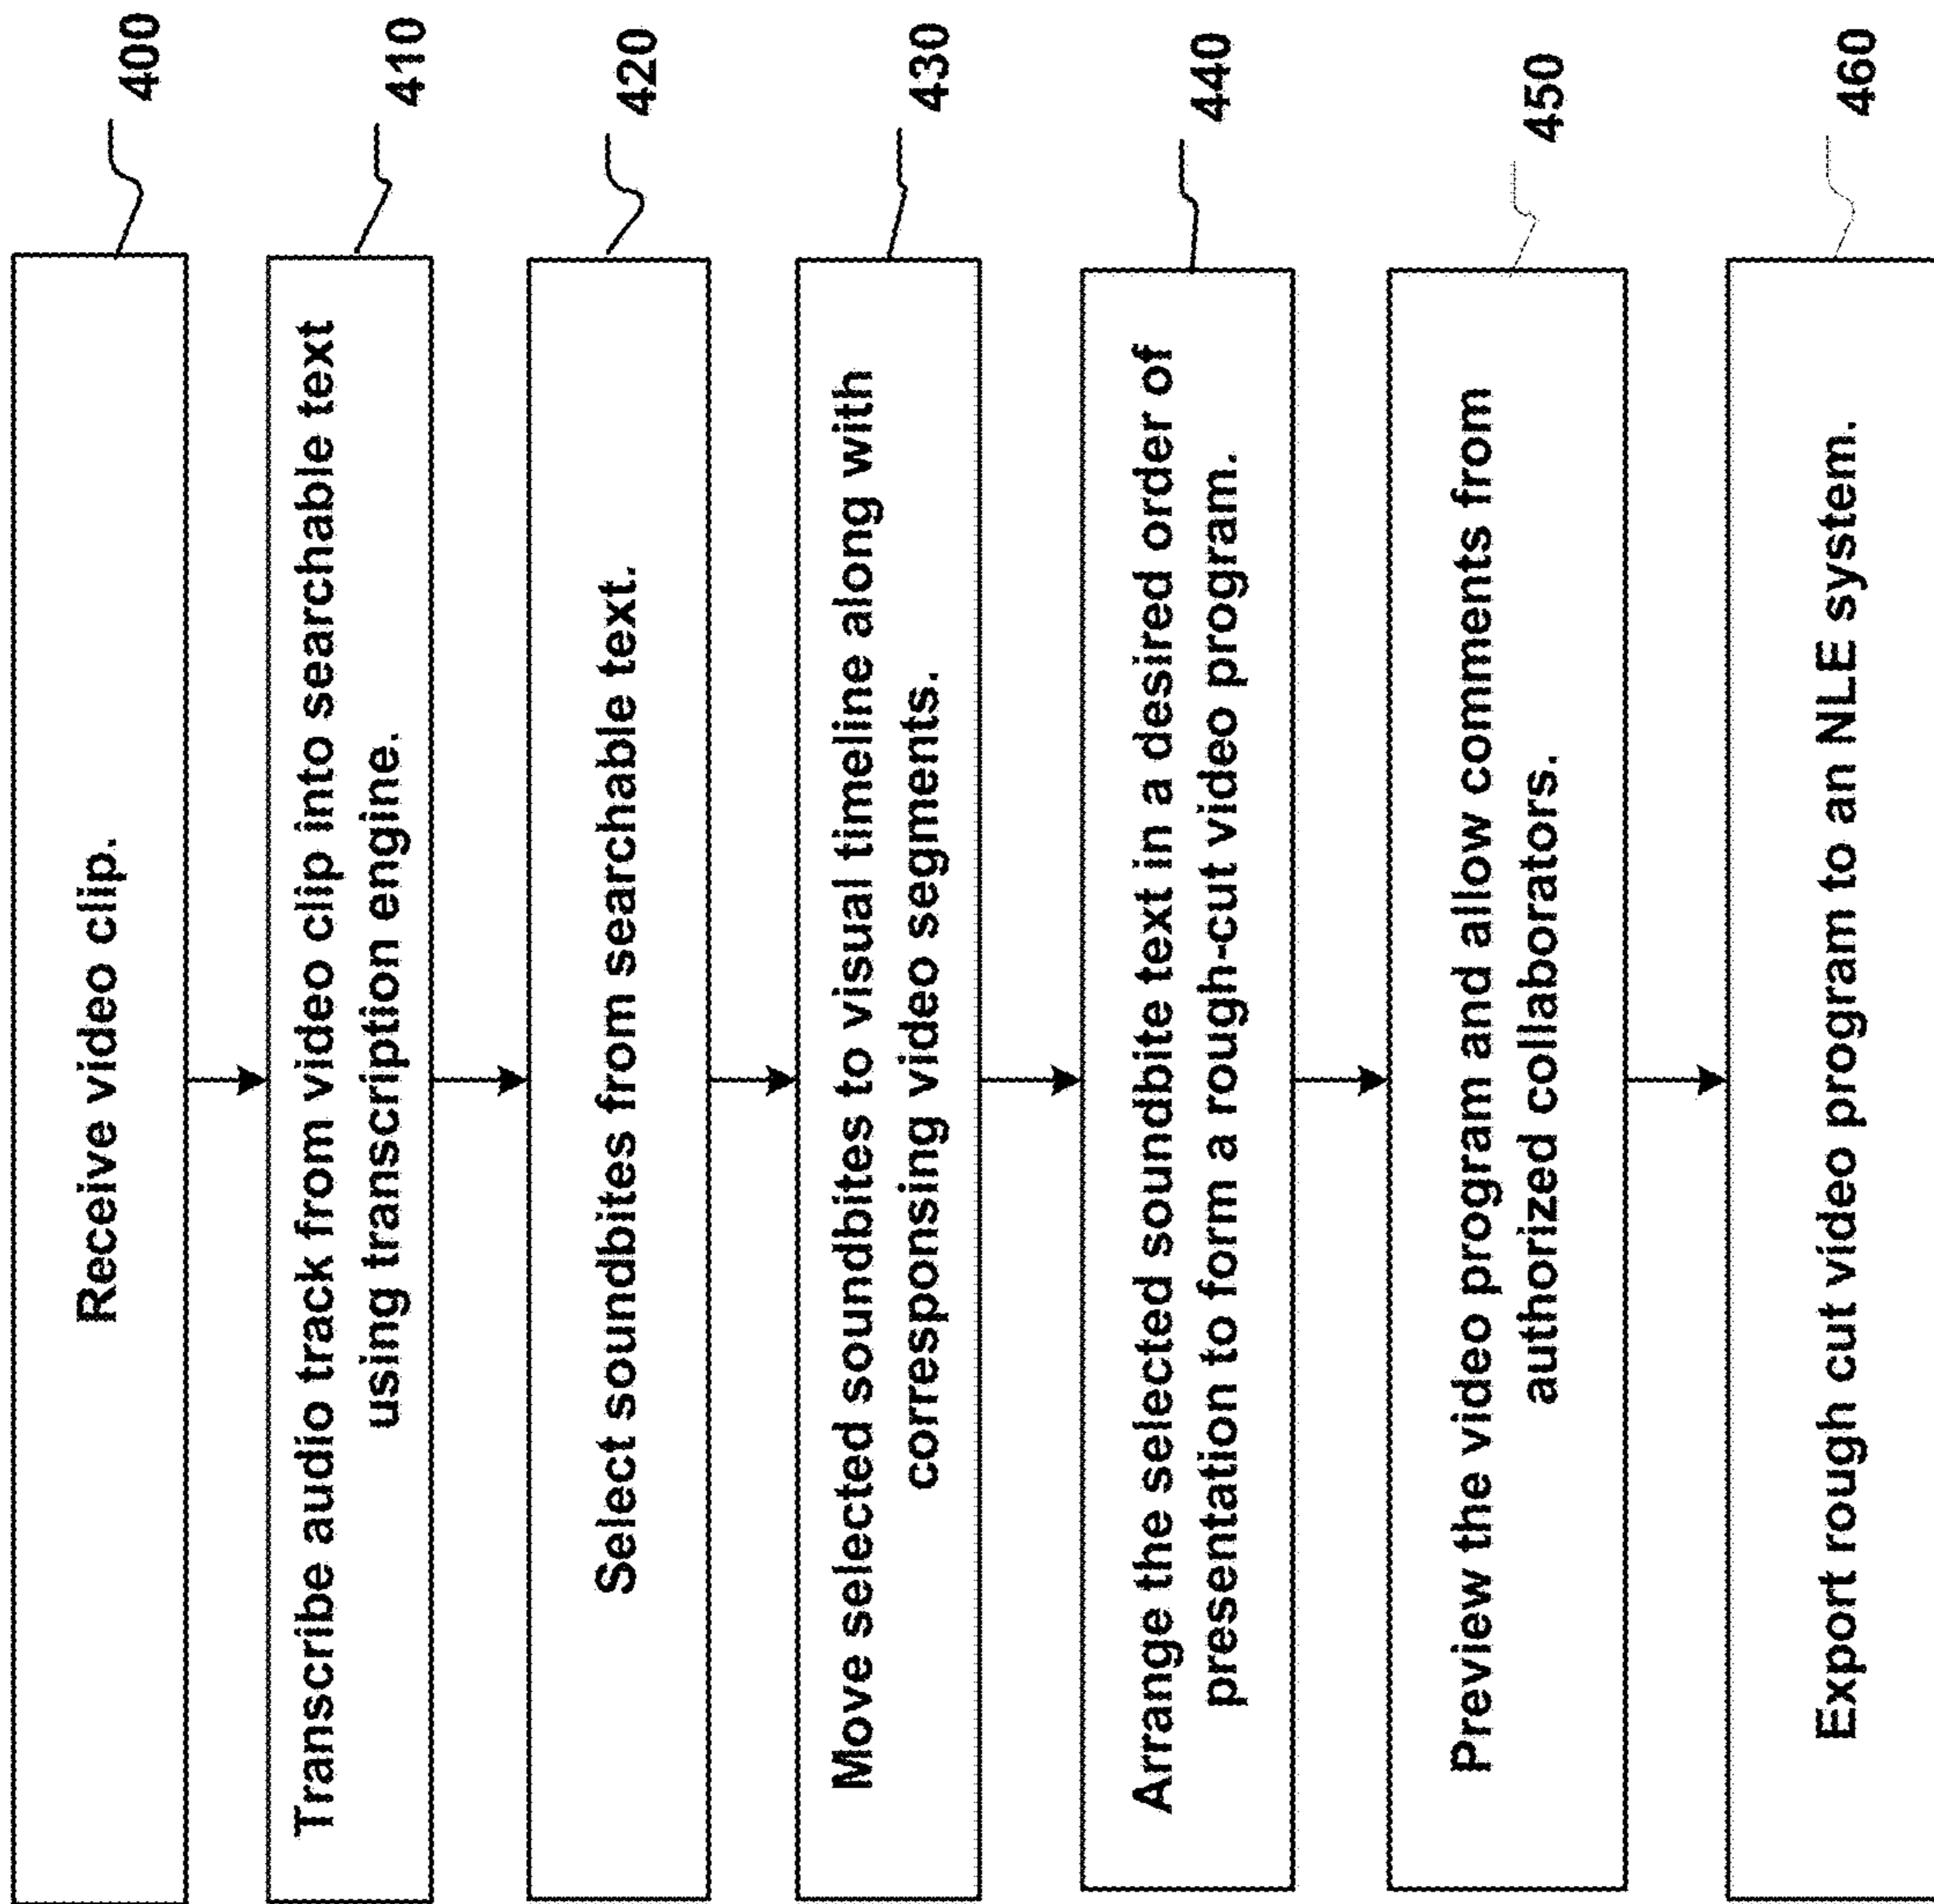 Receive video clip.
400
Transcribe audio track from video clip into searchable text
using transcription engine.
410
Select soundbites from searchable text.
420
Move selected soundbites to visual timeline along with
corresponsing video segments.
430
Arrange the selected soundbite text in a desired order of
presentation to form a rough-cut video program.
440
Preview the video program and allow comments from
authorized collaborators.
450
Export rough cut video program to an NLE system.
460